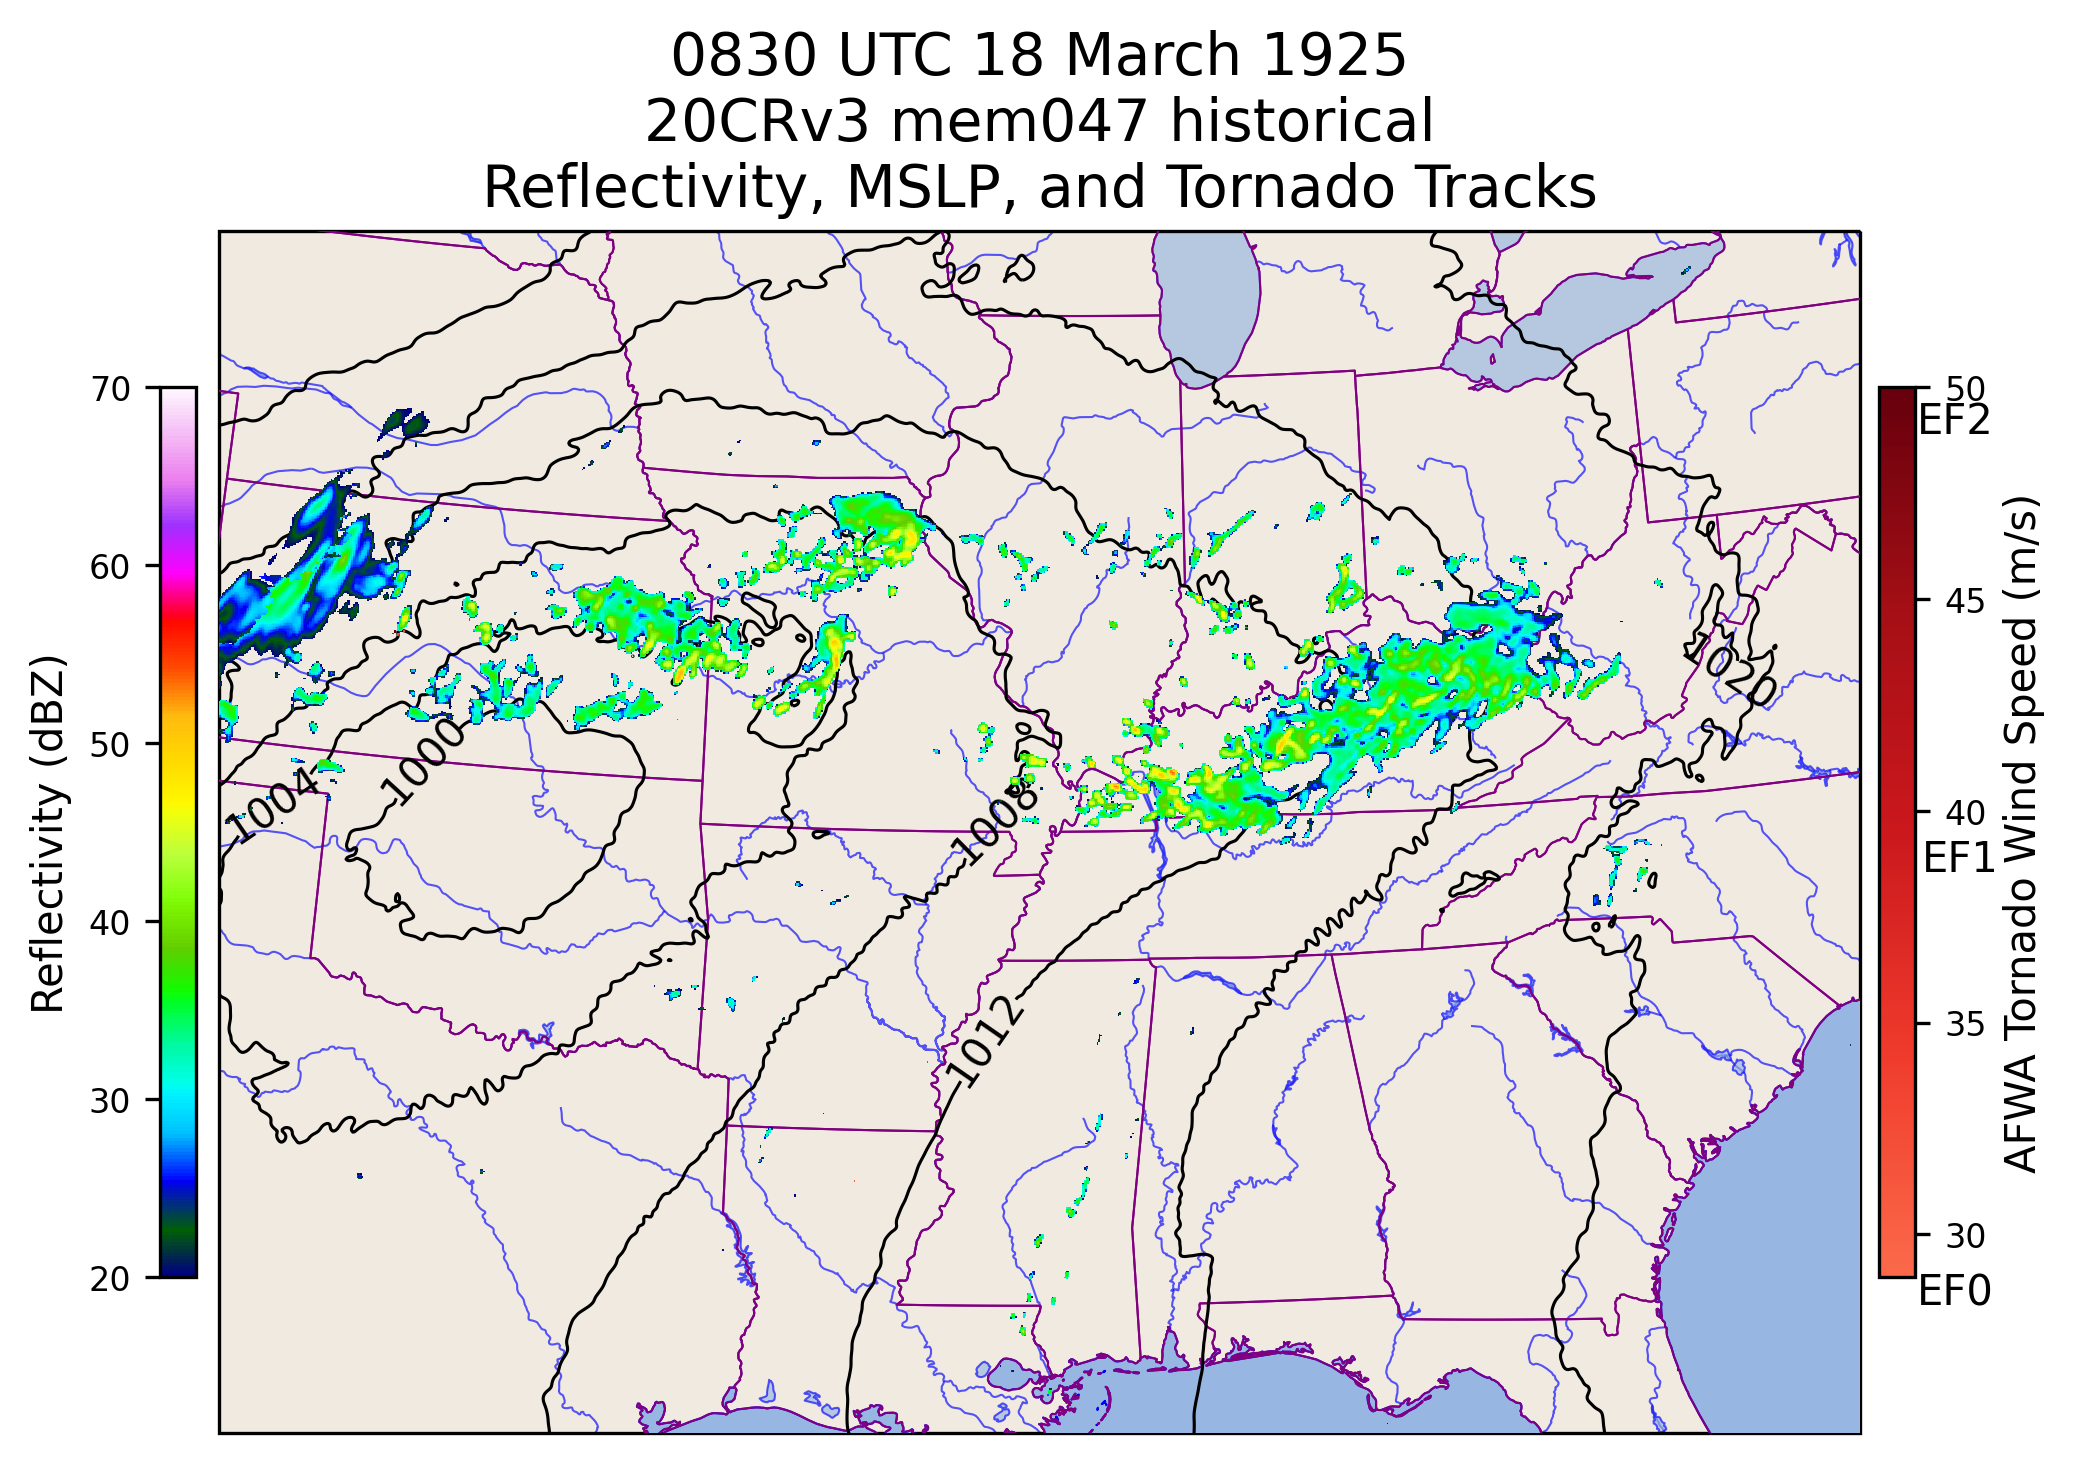 0830 UTC 18 March 1925
20CRv3 mem047 historical
Reflectivity, MSLP, and Tornado Tracks
70
60
50
40
30
20
Reflectivity (dBZ)
1004
1000
1008
1012
1020
50
EF2
45
40
EF1
35
30
EF0
AFWA Tornado Wind Speed (m/s)